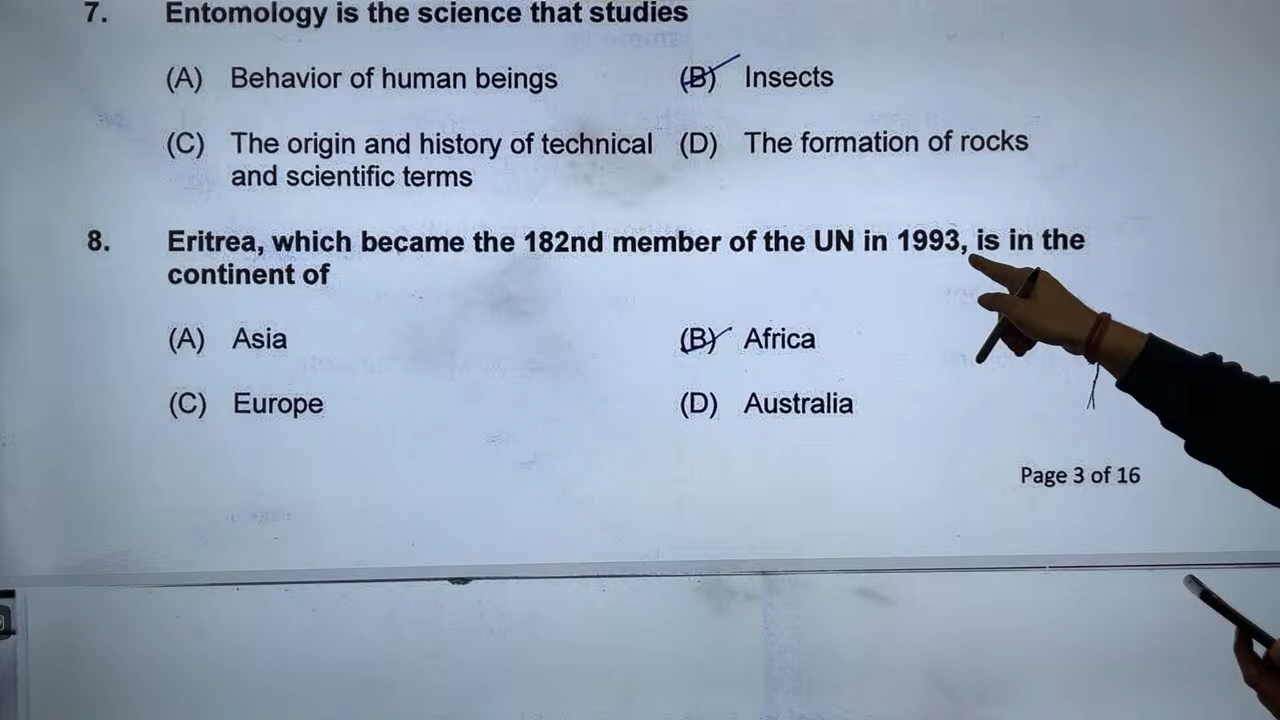 7. Entomology is the science that studies
(A) Behavior of human beings (B) Insects
(C) The origin and history of technical (D) The formation of rocks
and scientific terms
8. Eritrea, which became the 182nd member of the UN in 1993, is in the
continent of
(A) Asia (B) Africa
(C) Europe (D) Australia
Page 3 of 16